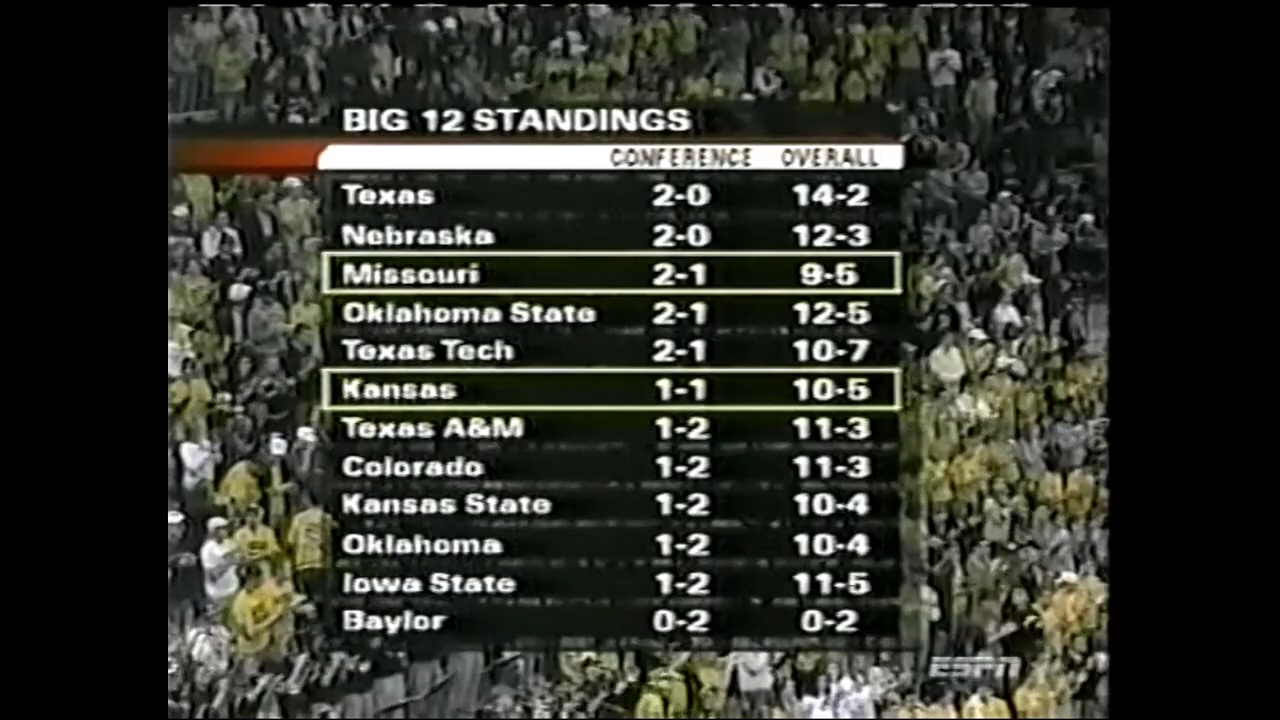 BIG 12 STANDINGS
CONFERENCE OVERALL
Texas 2-0 14-2
Nebraska 2-0 12-3
Missouri 2-1 9-5
Oklahoma State 2-1 12-5
Texas Tech 2-1 10-7
Kansas 1-1 10-5
Texas A&M 1-2 11-3
Colorado 1-2 11-3
Kansas State 1-2 10-4
Oklahoma 1-2 10-4
Iowa State 1-2 11-5
Baylor 0-2 0-2
ESPN